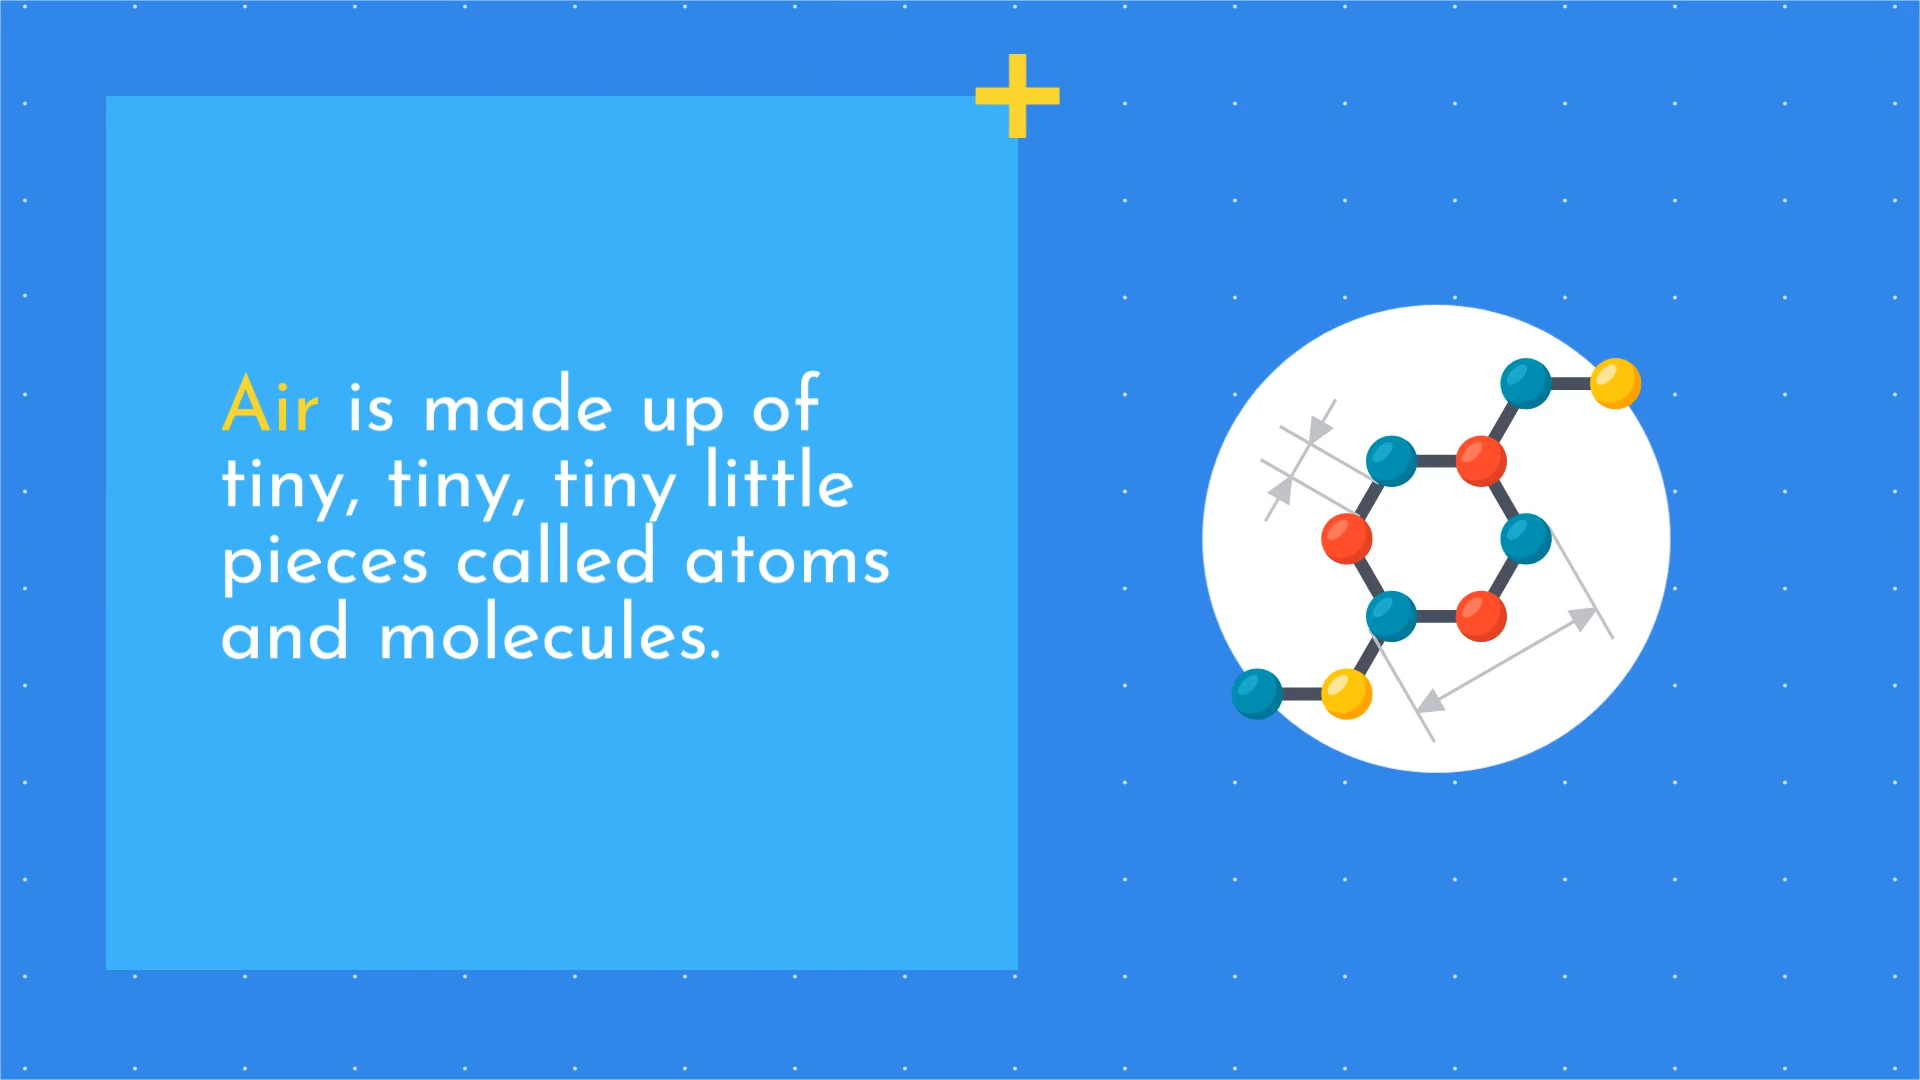 Air is made up of
tiny, tiny, tiny little
pieces called atoms
and molecules.